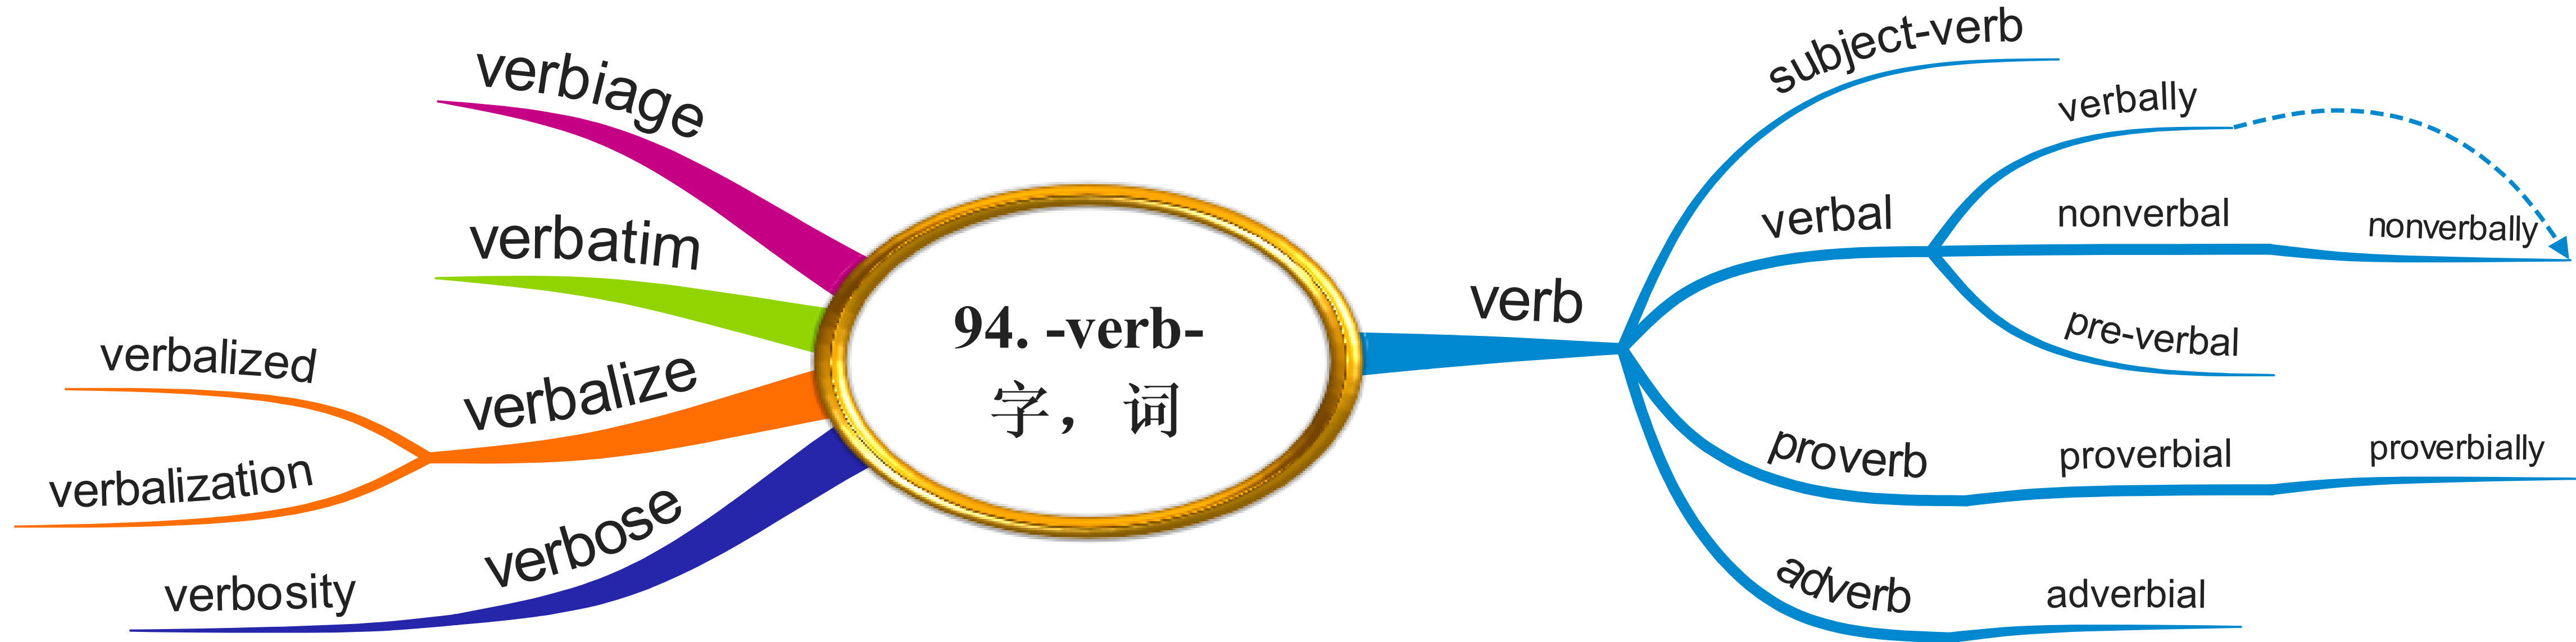 94. -verb-
字，词
verb
subject-verb
verbal
verbally
nonverbal
nonverbally
pre-verbal
proverb
proverbial
proverbially
adverb
adverbial
verbiage
verbatim
verbalize
verbalized
verbalization
verbose
verbosity